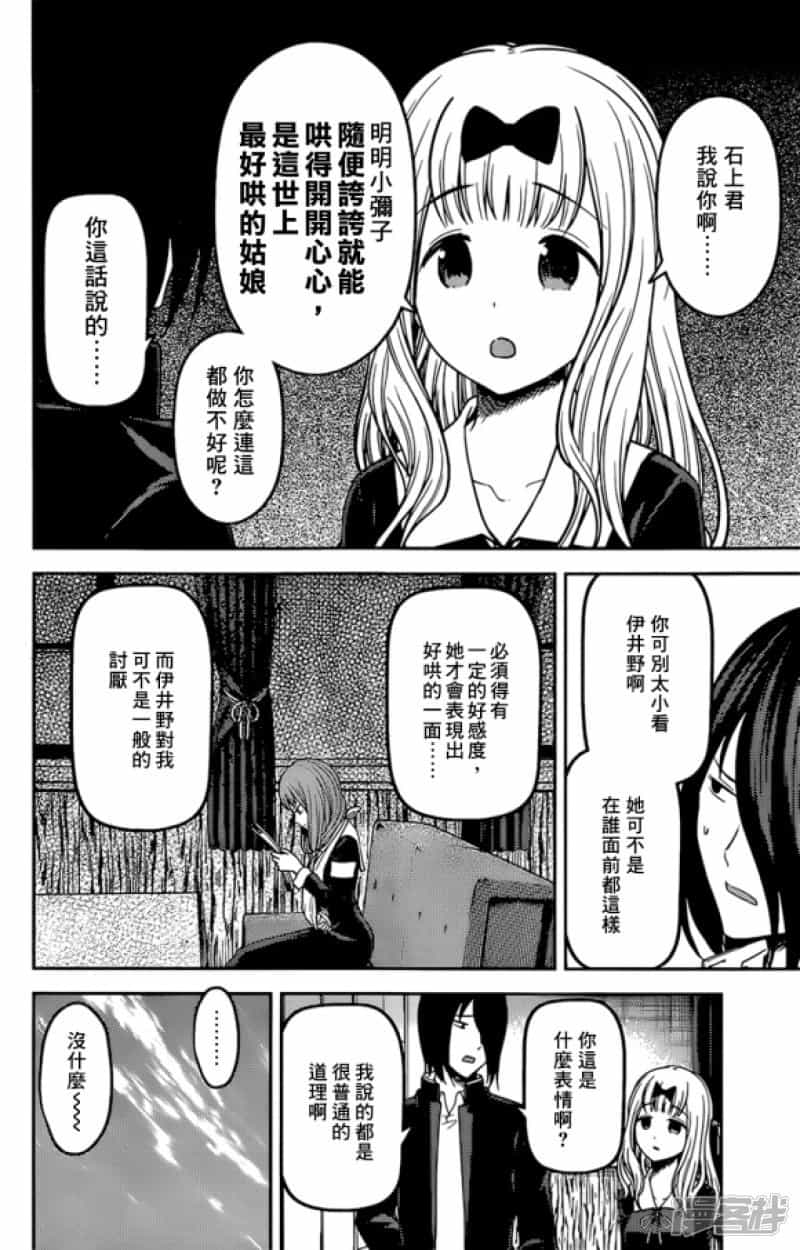 石上君
我說你啊……
明明小彌子
隨便誇誇就能
哄得開開心心，
是這世上
最好哄的姑娘
你怎麼連這
都做不好呢？
你這話說的……
你可別太小看
伊井野啊
她可不是
在誰面前都這樣
必須得有
一定的好感度，
她才會表現出
好哄的一面……
而伊井野對我
可不是一般的
討厭
你這是
什麼表情啊？
我說的都是
很普通的
道理啊
……
沒什麼～～
漫客栈